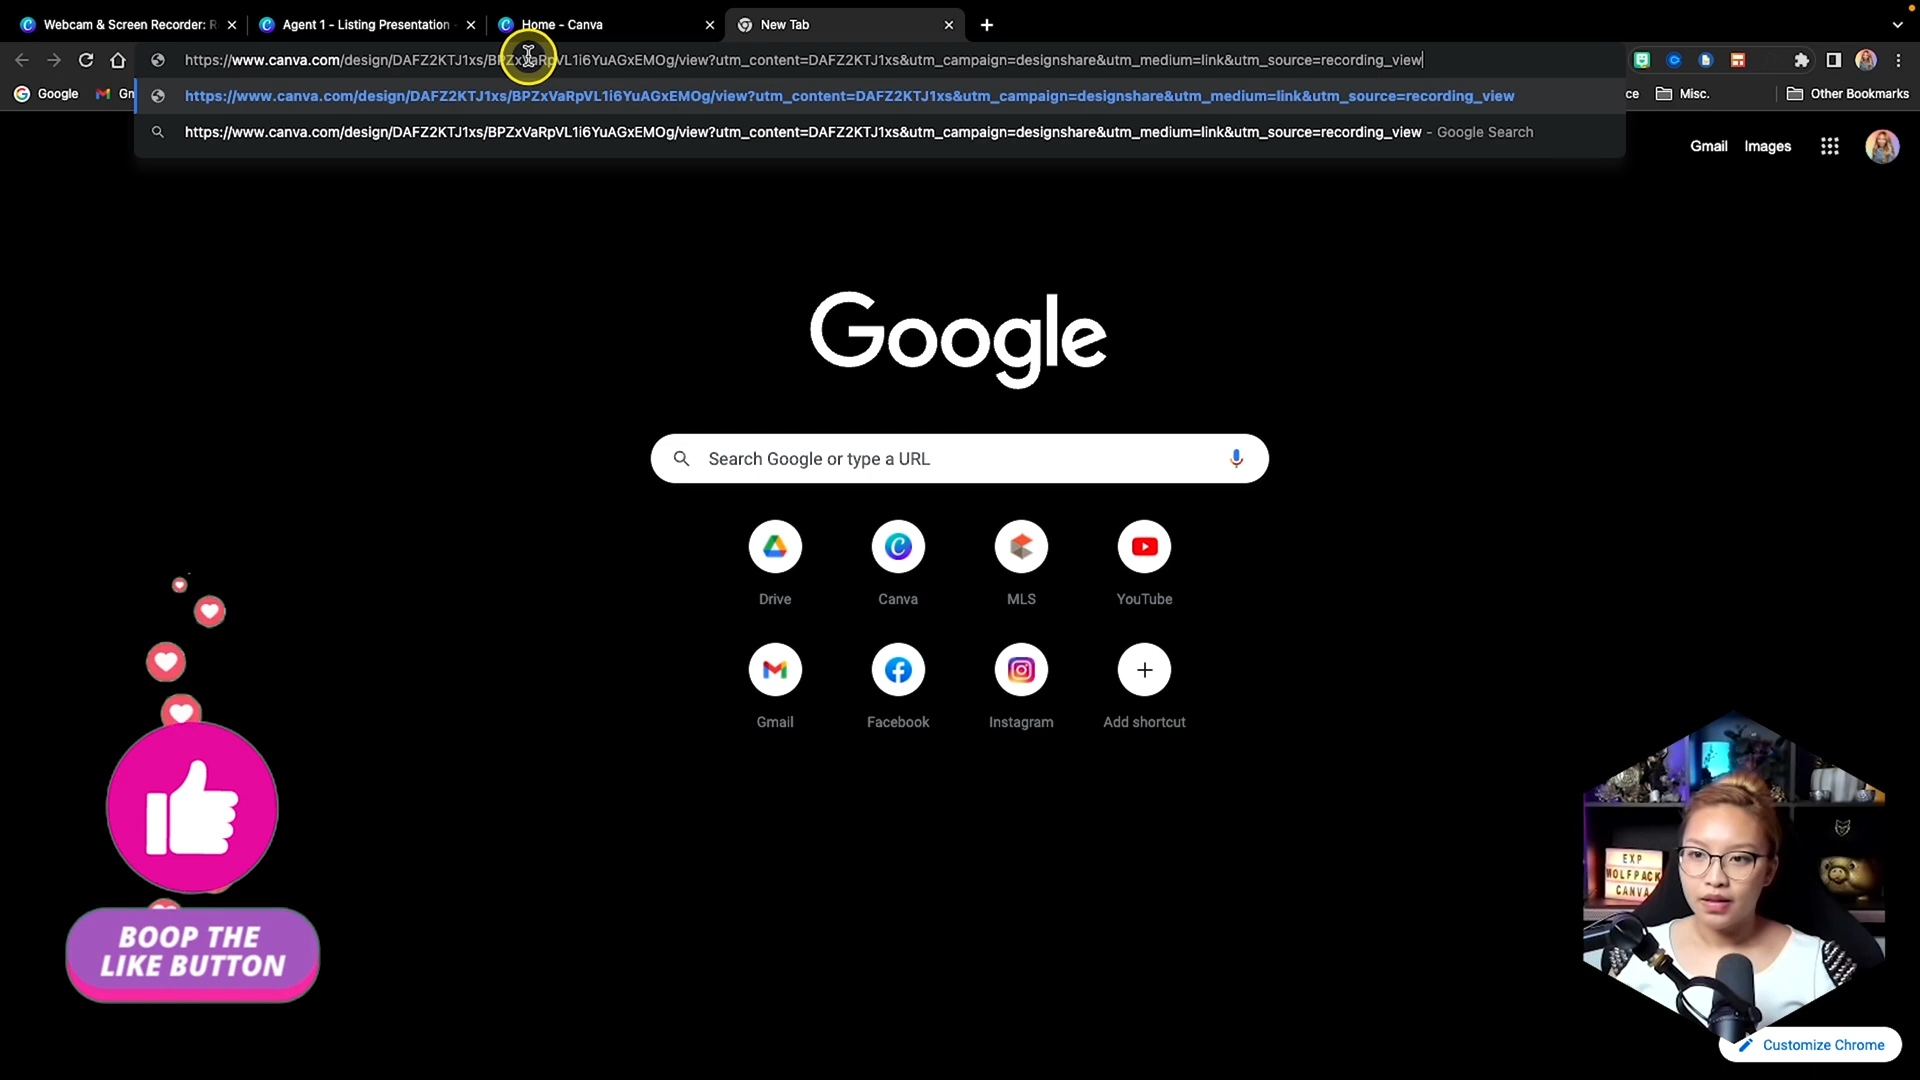 Webcam & Screen Recorder: R
Agent 1 - Listing Presentation
Home - Canva
New Tab
https://www.canva.com/design/DAFZ2KTJ1xs/BPZxVaRpVL1i6YuAGxEMOg/view?utm_content=DAFZ2KTJ1xs&utm_campaign=designshare&utm_medium=link&utm_source=recording_view
Google
Gm
https://www.canva.com/design/DAFZ2KTJ1xs/BPZxVaRpVL1i6YuAGxEMOg/view?utm_content=DAFZ2KTJ1xs&utm_campaign=designshare&utm_medium=link&utm_source=recording_view
ce
Misc.
Other Bookmarks
https://www.canva.com/design/DAFZ2KTJ1xs/BPZxVaRpVL1i6YuAGxEMOg/view?utm_content=DAFZ2KTJ1xs&utm_campaign=designshare&utm_medium=link&utm_source=recording_view - Google Search
Gmail
Images
Google
Search Google or type a URL
Drive
Canva
MLS
YouTube
Gmail
Facebook
Instagram
Add shortcut
BOOP THE
LIKE BUTTON
EXP
WOLFPACK
CANVA
Customize Chrome